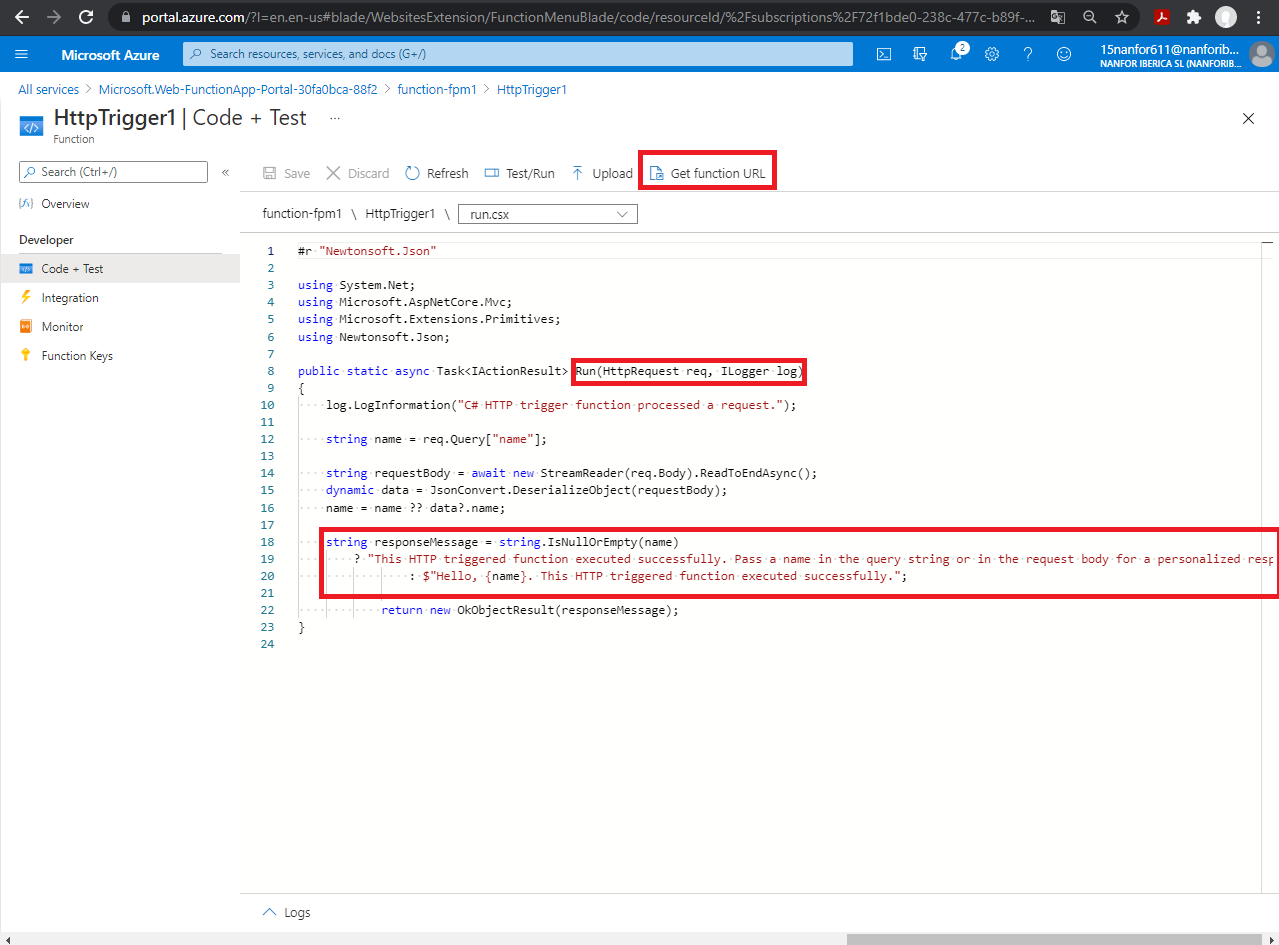 portal.azure.com/?l=en.en-us#blade/WebsitesExtension/FunctionMenuBlade/code/resourceId/%2Fsubscriptions%2F72f1bde0-238c-477c-b89f-...
Microsoft Azure
Search resources, services, and docs (G+/)
2
15nanfor611@nanforib...
NANFOR IBERICA SL (NANFORIB...
All services > Microsoft.Web-FunctionApp-Portal-30fa0bca-88f2 > function-fpm1 > HttpTrigger1
HttpTrigger1 | Code + Test ...
Function
Search (Ctrl+/) «
Save Discard Refresh Test/Run Upload Get function URL
Overview
Developer
Code + Test
Integration
Monitor
Function Keys
function-fpm1 \ HttpTrigger1 \ run.csx
1 #r "Newtonsoft.Json"
2
3 using System.Net;
4 using Microsoft.AspNetCore.Mvc;
5 using Microsoft.Extensions.Primitives;
6 using Newtonsoft.Json;
7
8 public static async Task<IActionResult> Run(HttpRequest req, ILogger log)
9 {
10 log.LogInformation("C# HTTP trigger function processed a request.");
11
12 string name = req.Query["name"];
13
14 string requestBody = await new StreamReader(req.Body).ReadToEndAsync();
15 dynamic data = JsonConvert.DeserializeObject(requestBody);
16 name = name ?? data?.name;
17
18 string responseMessage = string.IsNullOrEmpty(name)
19 ? "This HTTP triggered function executed successfully. Pass a name in the query string or in the request body for a personalized resp
20 : $"Hello, {name}. This HTTP triggered function executed successfully.";
21
22 return new OkObjectResult(responseMessage);
23 }
24
Logs